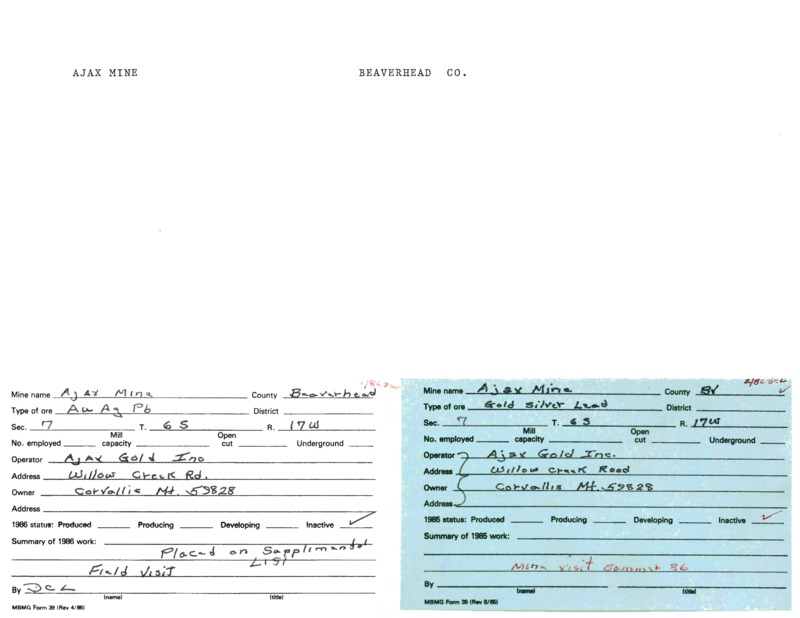 AJAX MINE BEAVERHEAD CO.
Mine name Ajax Mine County Beaverhead
Type of ore Au Ag Pb District
Sec. 7 T. 6S R. 17W
No. employed Mill capacity Open cut Underground
Operator Ajax Gold Inc
Address Willow Creek Rd.
Owner Corvallis Mt. 59828
Address
1986 status: Produced Producing Developing Inactive ✓
Summary of 1986 work:
Placed on Supplimental
List
Field Visit
By DCL
(name) (title)
MBMG Form 39 (Rev 4/86)
Mine name Ajax Mine County BV
Type of ore Gold Silver Lead District
Sec. 7 T. 6S R. 17W
No. employed Mill capacity Open cut Underground
Operator Ajax Gold Inc.
Address Willow Creek Road
Owner Corvallis Mt. 59828
Address
1985 status: Produced Producing Developing Inactive ✓
Summary of 1985 work:
Mine visit Summer 86
By
(name) (title)
MBMG Form 39 (Rev 8/85)